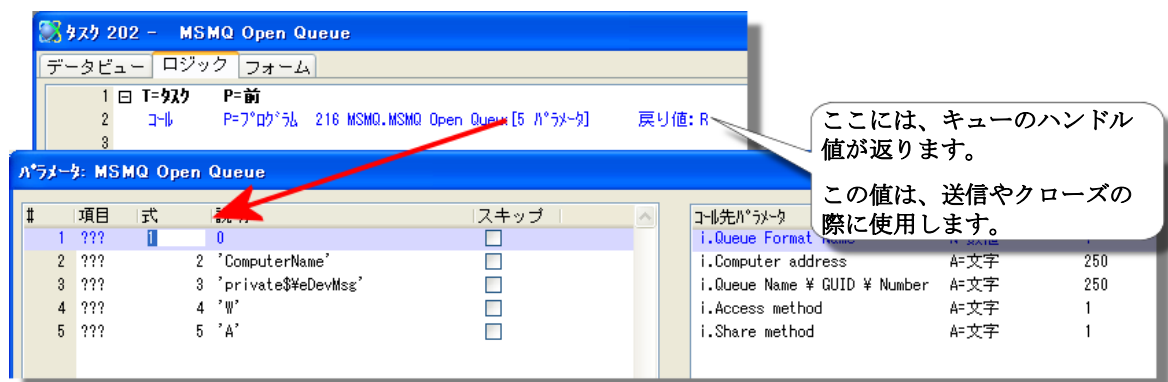 タスク 202 - MSMQ Open Queue
データビュー ロジック フォーム
1 T=タスク P=前
2 コール P=プログラム 216 MSMQ.MSMQ Open Queue[5 パラメータ] 戻り値: R
3
ここには、キューのハンドル
値が返ります。
この値は、送信やクローズの
際に使用します。
パラメータ: MSMQ Open Queue
# 項目 式 スキップ コール先パラメータ
1 ??? 1 0 i.Queue Format
2 ??? 2 'ComputerName' i.Computer address A=文字 250
3 ??? 3 'private$¥eDevMsg' i.Queue Name ¥ GUID ¥ Number A=文字 250
4 ??? 4 'W' i.Access method A=文字 1
5 ??? 5 'A' i.Share method A=文字 1